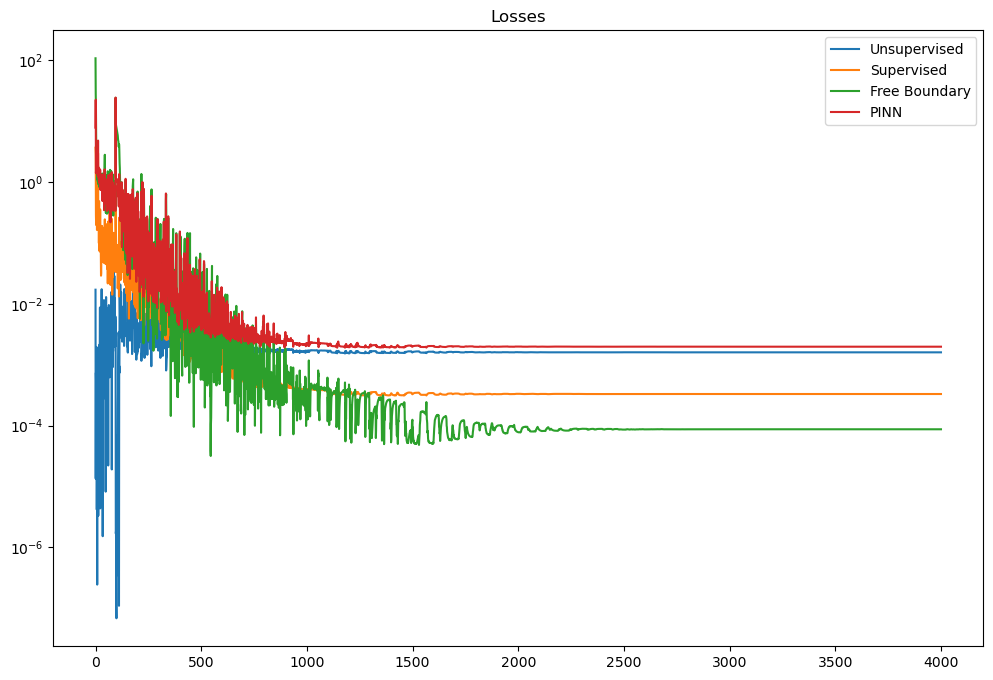 Losses
Unsupervised
Supervised
Free Boundary
PINN
10²
10⁰
10⁻²
10⁻⁴
10⁻⁶
0 500 1000 1500 2000 2500 3000 3500 4000